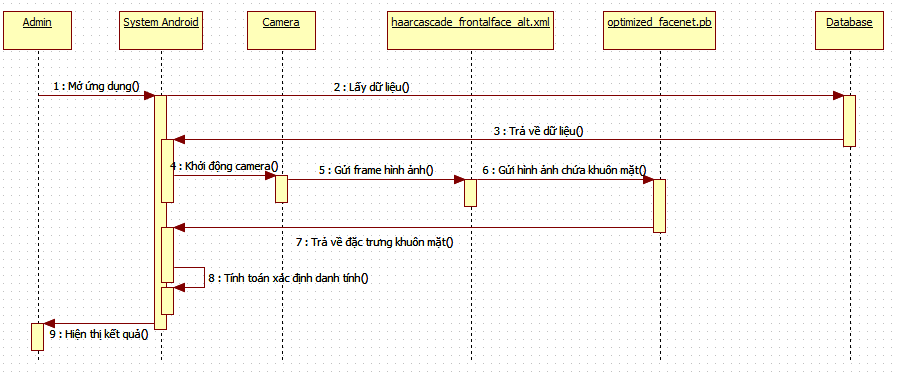 Admin
System Android
Camera
haarcascade_frontalface_alt.xml
optimized_facenet.pb
Database
1 : Mở ứng dụng()
2 : Lấy dữ liệu()
3 : Trả về dữ liệu()
4 : Khởi động camera()
5 : Gửi frame hình ảnh()
6 : Gửi hình ảnh chứa khuôn mặt()
7 : Trả về đặc trưng khuôn mặt()
8 : Tính toán xác định danh tính()
9 : Hiện thị kết quả()